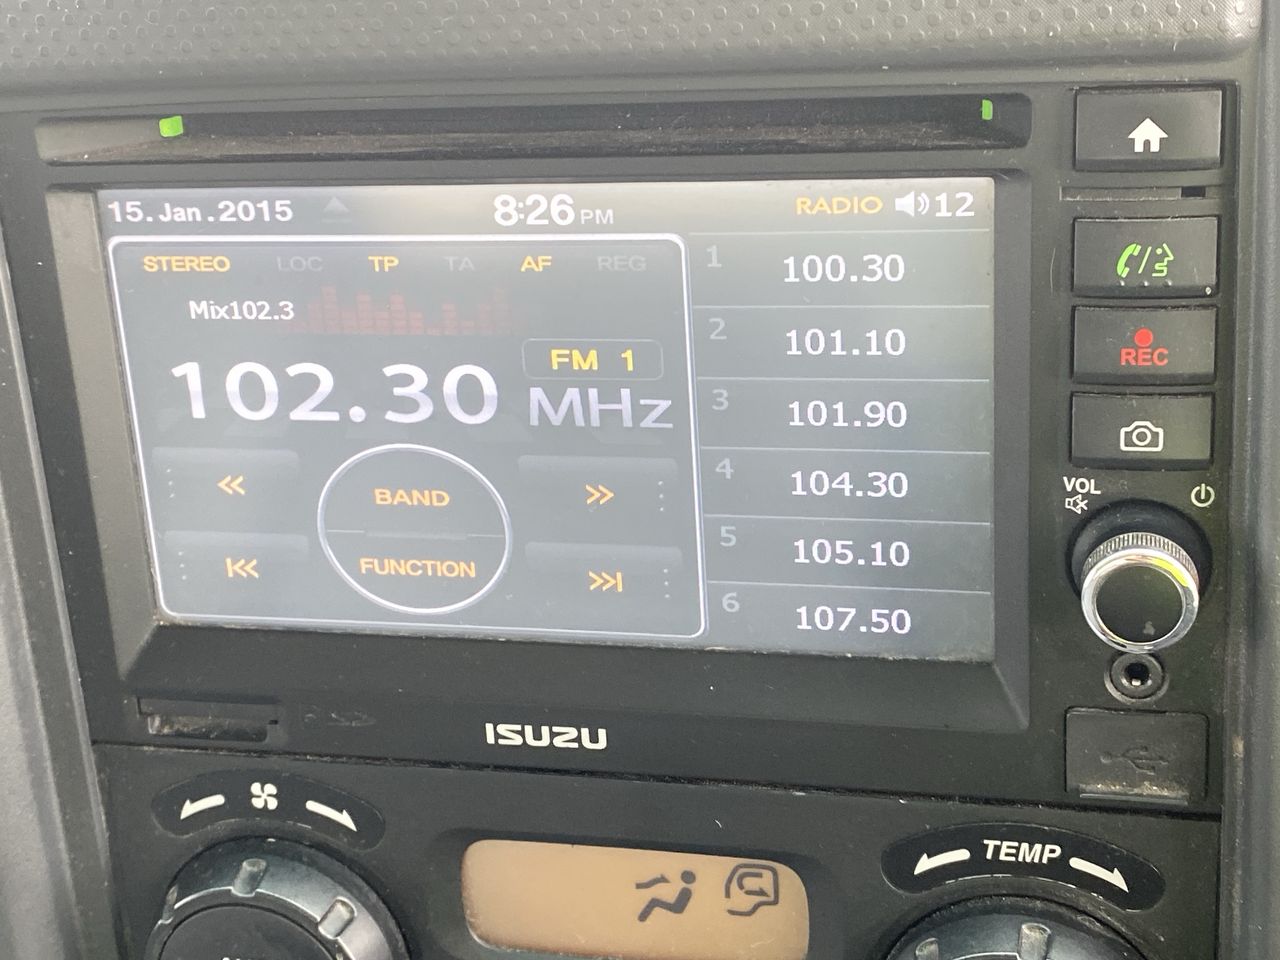 15. Jan. 2015 8:26 PM RADIO 12
STEREO LOC TP TA AF REG
Mix102.3
FM 1
102.30 MHz
BAND
FUNCTION
1 100.30
2 101.10
3 101.90
4 104.30
5 105.10
6 107.50
REC
VOL
ISUZU
TEMP